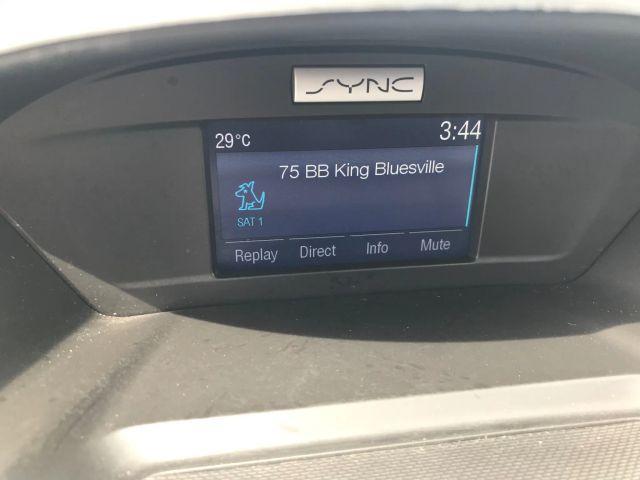 SYNC
29°C 3:44
75 BB King Bluesville
SAT 1
Replay Direct Info Mute